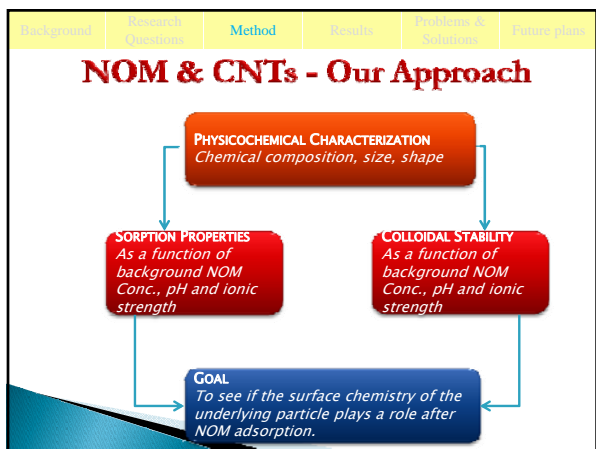 Background Research Questions Method Results Problems & Solutions Future plans
NOM & CNTs - Our Approach
PHYSICOCHEMICAL CHARACTERIZATION
Chemical composition, size, shape
SORPTION PROPERTIES
As a function of
background NOM
Conc., pH and ionic
strength
COLLOIDAL STABILITY
As a function of
background NOM
Conc., pH and ionic
strength
GOAL
To see if the surface chemistry of the
underlying particle plays a role after
NOM adsorption.